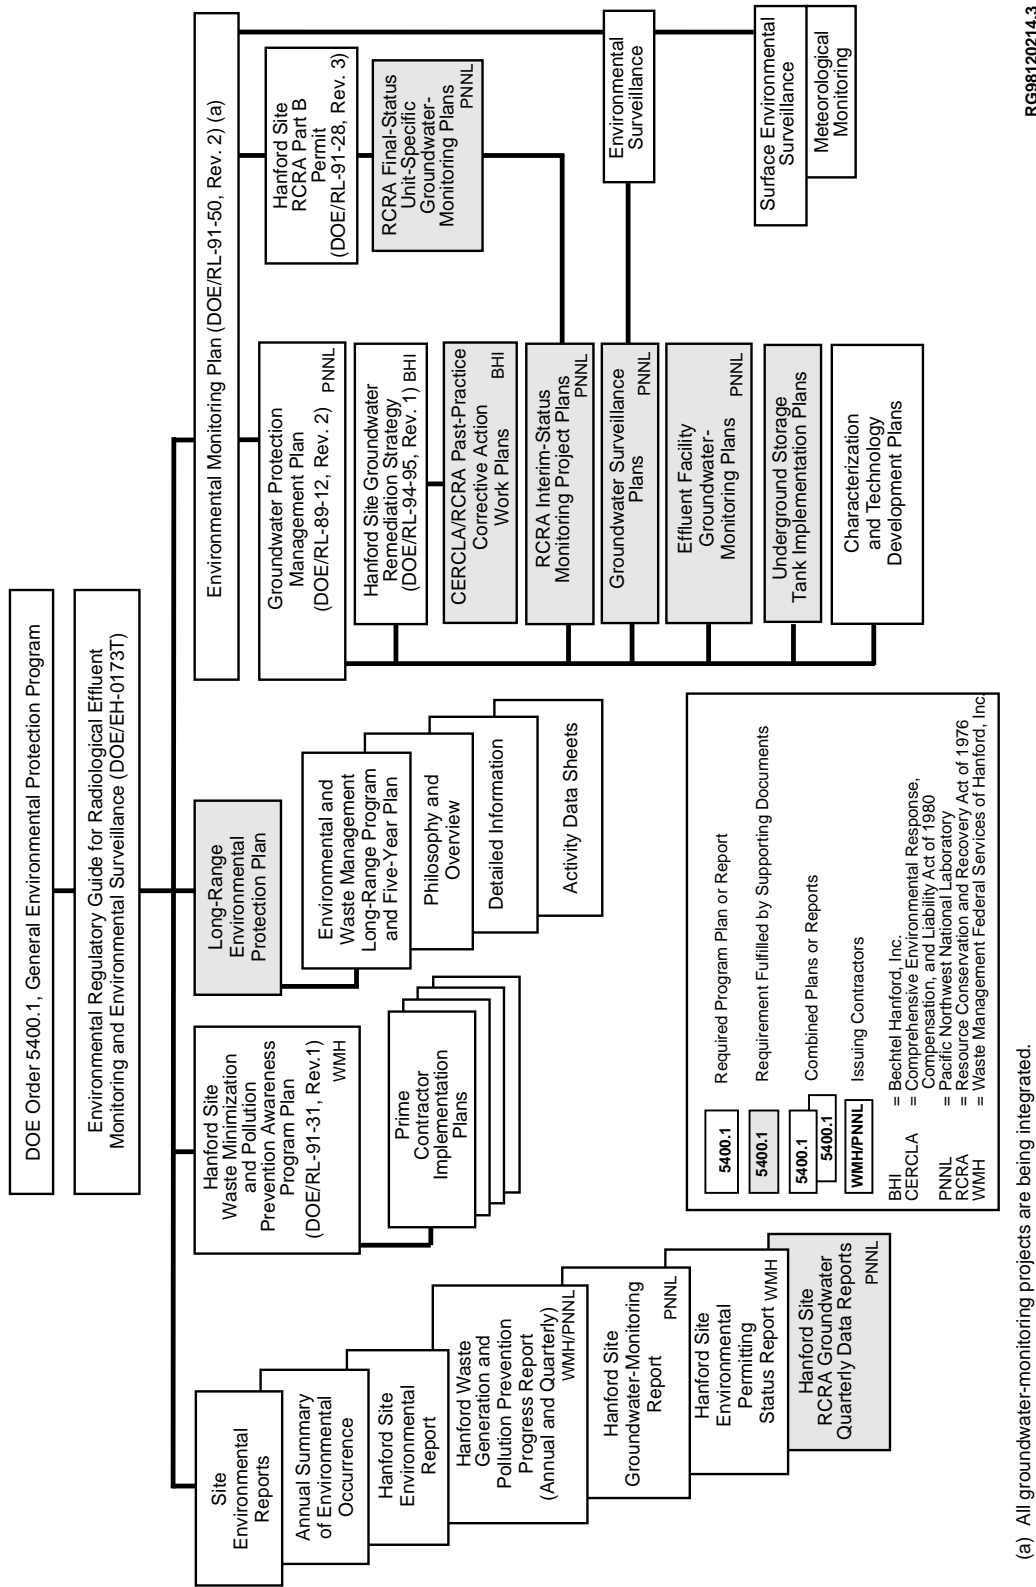 DOE Order 5400.1, General Environmental Protection Program
Environmental Regulatory Guide for Radiological Effluent
Monitoring and Environmental Surveillance (DOE/EH-0173T)
Site
Environmental
Reports
Annual Summary
of Environmental
Occurrence
Hanford Site
Environmental
Report
Hanford Waste
Generation and
Pollution Prevention
Progress Report
(Annual and Quarterly)
WMH/PNNL
Hanford Site
Groundwater-Monitoring
Report
PNNL
Hanford Site
Environmental
Permitting
Status Report WMH
Hanford Site
RCRA Groundwater
Quarterly Data Reports
PNNL
Hanford Site
Waste Minimization
and Pollution
Prevention Awareness
Program Plan
(DOE/RL-91-31, Rev.1)
WMH
Prime
Contractor
Implementation
Plans
Long-Range
Environmental
Protection Plan
Environmental and
Waste Management
Long-Range Program
and Five-Year Plan
Philosophy and
Overview
Detailed Information
Activity Data Sheets
Environmental Monitoring Plan (DOE/RL-91-50, Rev. 2) (a)
Groundwater Protection
Management Plan
(DOE/RL-89-12, Rev. 2) PNNL
Hanford Site Groundwater
Remediation Strategy
(DOE/RL-94-95, Rev. 1) BHI
CERCLA/RCRA Past-Practice
Corrective Action
Work Plans BHI
RCRA Interim-Status
Monitoring Project Plans
PNNL
Groundwater Surveillance
Plans PNNL
Effluent Facility
Groundwater-
Monitoring Plans PNNL
Underground Storage
Tank Implementation Plans
Characterization
and Technology
Development Plans
Hanford Site
RCRA Part B
Permit
(DOE/RL-91-28, Rev. 3)
RCRA Final-Status
Unit-Specific
Groundwater-
Monitoring Plans
PNNL
Environmental
Surveillance
Surface Environmental
Surveillance
Meteorological
Monitoring
5400.1 Required Program Plan or Report
5400.1 Requirement Fulfilled by Supporting Documents
5400.1 Combined Plans or Reports
5400.1
WMH/PNNL Issuing Contractors
BHI = Bechtel Hanford, Inc.
CERCLA = Comprehensive Environmental Response,
Compensation, and Liability Act of 1980
PNNL = Pacific Northwest National Laboratory
RCRA = Resource Conservation and Recovery Act of 1976
WMH = Waste Management Federal Services of Hanford, Inc.
(a) All groundwater-monitoring projects are being integrated.
RG98120214.3